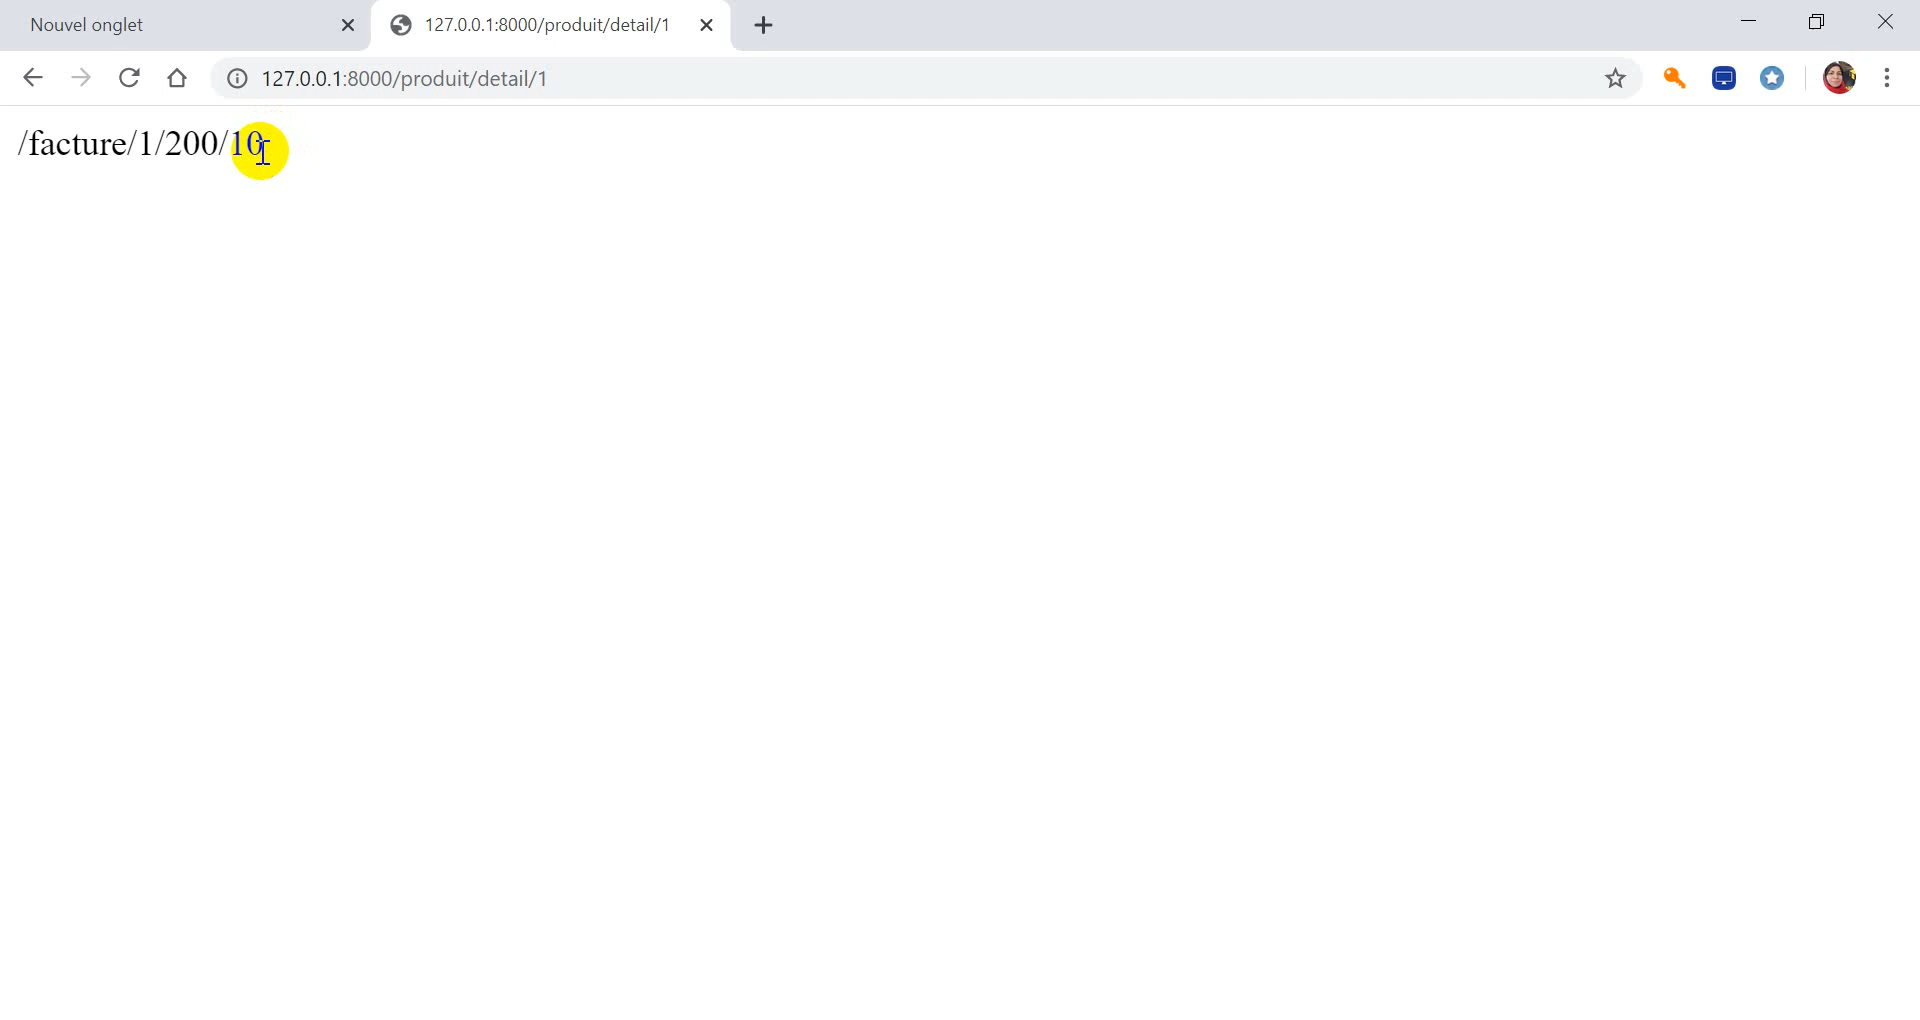 Nouvel onglet
127.0.0.1:8000/produit/detail/1
127.0.0.1:8000/produit/detail/1
/facture/1/200/10